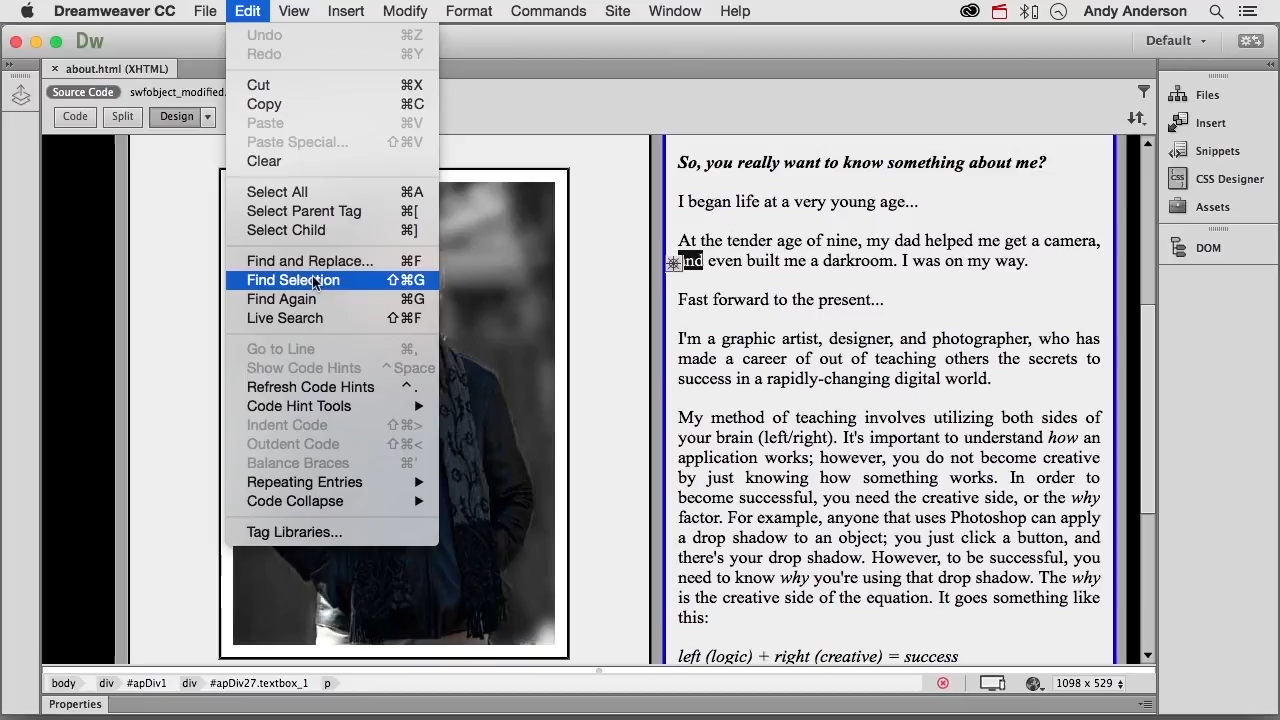 Dreamweaver CC File Edit View Insert Modify Format Commands Site Window Help Andy Anderson
Dw Default
× about.html (XHTML)
Source Code swfobject_modified.
Code Split Design
Undo ⌘Z
Redo ⌘Y
Cut ⌘X
Copy ⌘C
Paste ⌘V
Paste Special... ⇧⌘V
Clear
Select All ⌘A
Select Parent Tag ⌘[
Select Child ⌘]
Find and Replace... ⌘F
Find Selection ⇧⌘G
Find Again ⌘G
Live Search ⇧⌘F
Go to Line ⌘,
Show Code Hints ^Space
Refresh Code Hints ^.
Code Hint Tools
Indent Code ⇧⌘>
Outdent Code ⇧⌘<
Balance Braces ⌘'
Repeating Entries
Code Collapse
Tag Libraries...
So, you really want to know something about me?
I began life at a very young age...
At the tender age of nine, my dad helped me get a camera,
nd even built me a darkroom. I was on my way.
Fast forward to the present...
I'm a graphic artist, designer, and photographer, who has
made a career of out of teaching others the secrets to
success in a rapidly-changing digital world.
My method of teaching involves utilizing both sides of
your brain (left/right). It's important to understand how an
application works; however, you do not become creative
by just knowing how something works. In order to
become successful, you need the creative side, or the why
factor. For example, anyone that uses Photoshop can apply
a drop shadow to an object; you just click a button, and
there's your drop shadow. However, to be successful, you
need to know why you're using that drop shadow. The why
is the creative side of the equation. It goes something like
this:
left (logic) + right (creative) = success
Files
Insert
Snippets
CSS Designer
Assets
DOM
body div #apDiv1 div #apDiv27.textbox_1 p 1098 x 529
Properties